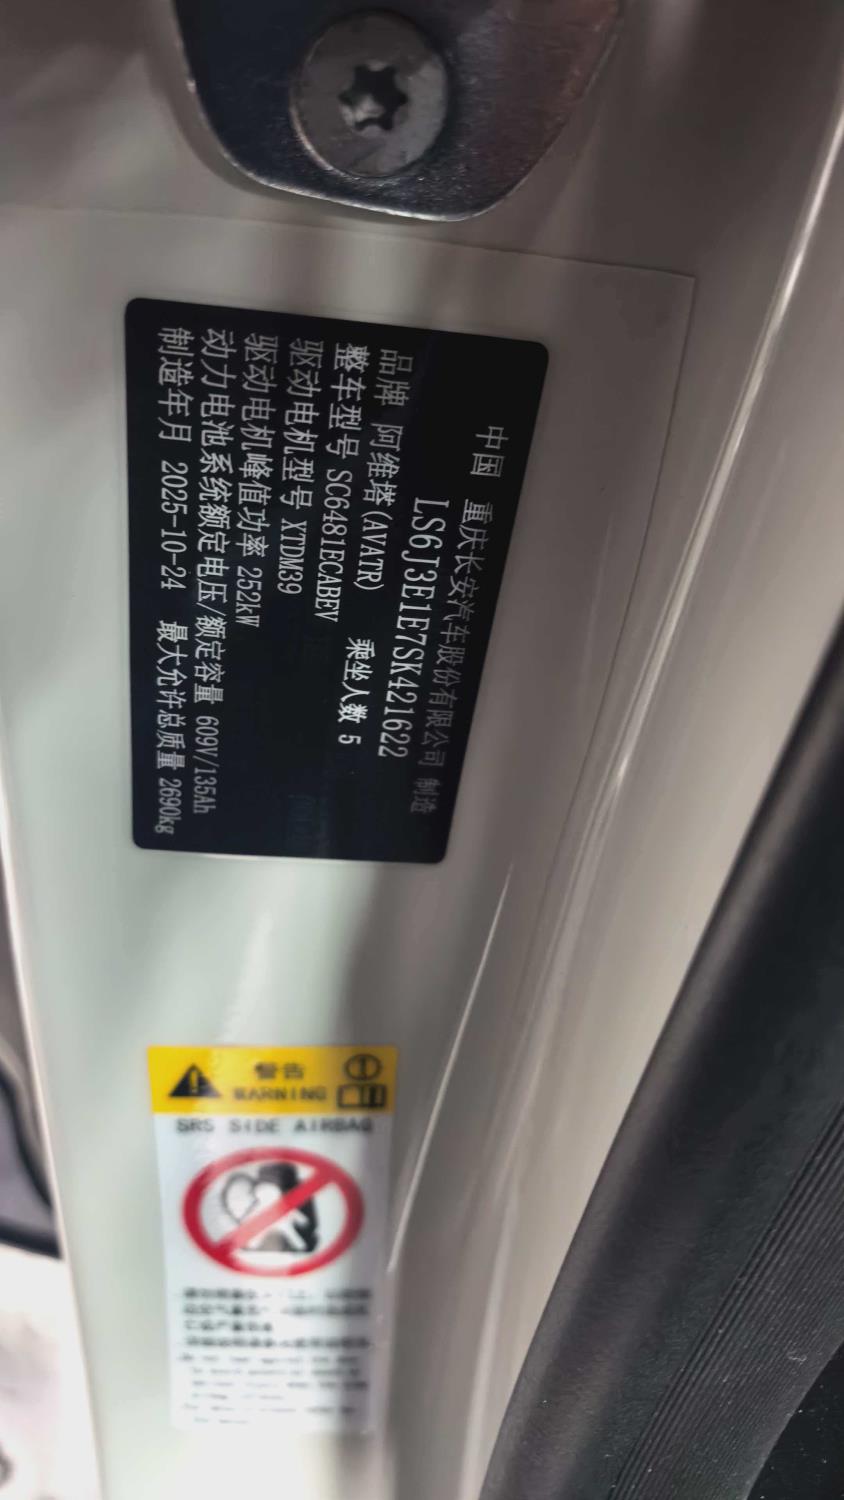 中国 重庆长安汽车股份有限公司 制造
LS6J3E1E7SK421622
品牌 阿维塔(AVATR)
整车型号 SC6481ECABEV 乘坐人数 5
驱动电机型号 XTDM39
驱动电机峰值功率 252kW
动力电池系统额定电压/额定容量 609V/135Ah
制造年月 2025-10-24 最大允许总质量 2690kg
警告
WARNING
SRS SIDE AIRBAG